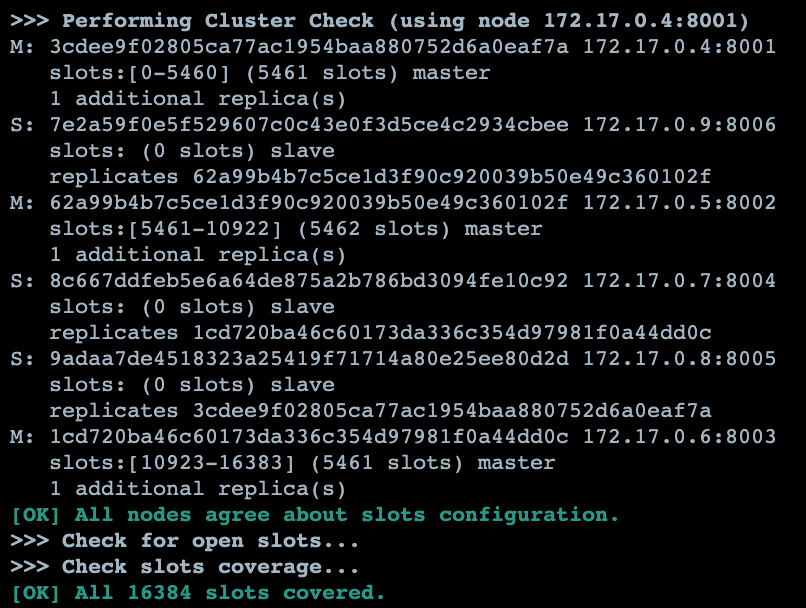 >>> Performing Cluster Check (using node 172.17.0.4:8001)
M: 3cdee9f02805ca77ac1954baa880752d6a0eaf7a 172.17.0.4:8001
   slots:[0-5460] (5461 slots) master
   1 additional replica(s)
S: 7e2a59f0e5f529607c0c43e0f3d5ce4c2934cbee 172.17.0.9:8006
   slots: (0 slots) slave
   replicates 62a99b4b7c5ce1d3f90c920039b50e49c360102f
M: 62a99b4b7c5ce1d3f90c920039b50e49c360102f 172.17.0.5:8002
   slots:[5461-10922] (5462 slots) master
   1 additional replica(s)
S: 8c667ddfeb5e6a64de875a2b786bd3094fe10c92 172.17.0.7:8004
   slots: (0 slots) slave
   replicates 1cd720ba46c60173da336c354d97981f0a44dd0c
S: 9adaa7de4518323a25419f71714a80e25ee80d2d 172.17.0.8:8005
   slots: (0 slots) slave
   replicates 3cdee9f02805ca77ac1954baa880752d6a0eaf7a
M: 1cd720ba46c60173da336c354d97981f0a44dd0c 172.17.0.6:8003
   slots:[10923-16383] (5461 slots) master
   1 additional replica(s)
[OK] All nodes agree about slots configuration.
>>> Check for open slots...
>>> Check slots coverage...
[OK] All 16384 slots covered.